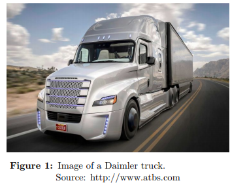 Figure 1: Image of a Daimler truck.
Source: http://www.atbs.com